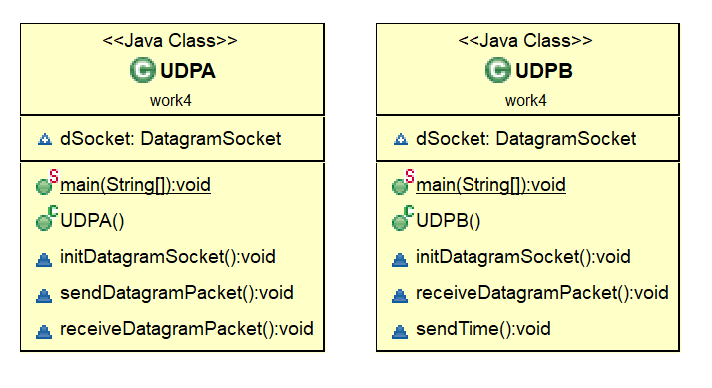 <<Java Class>>
UDPA
work4
dSocket: DatagramSocket
main(String[]):void
UDPA()
initDatagramSocket():void
sendDatagramPacket():void
receiveDatagramPacket():void
<<Java Class>>
UDPB
work4
dSocket: DatagramSocket
main(String[]):void
UDPB()
initDatagramSocket():void
receiveDatagramPacket():void
sendTime():void